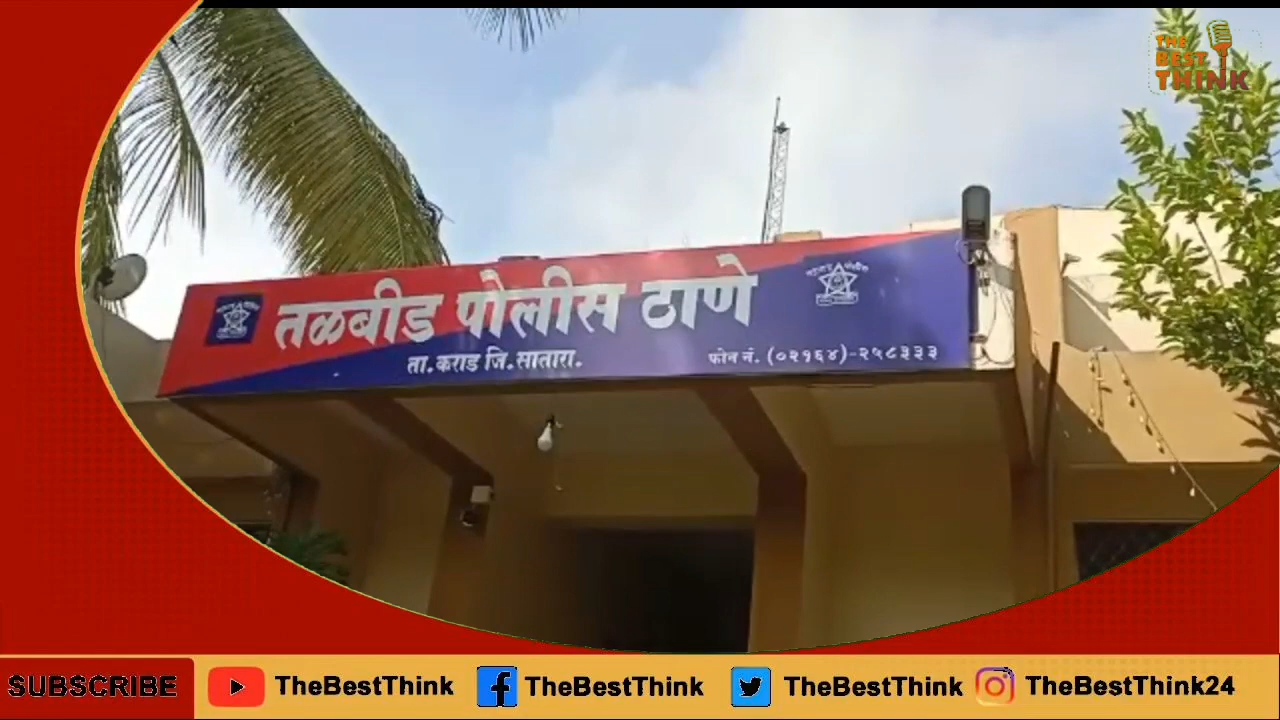 THE
BEST
THINK
तळबीड पोलीस ठाणे
ता.कराड जि.सातारा.
फोन नं. (०२१६४)-२५८३३३
SUBSCRIBE TheBestThink TheBestThink TheBestThink TheBestThink24